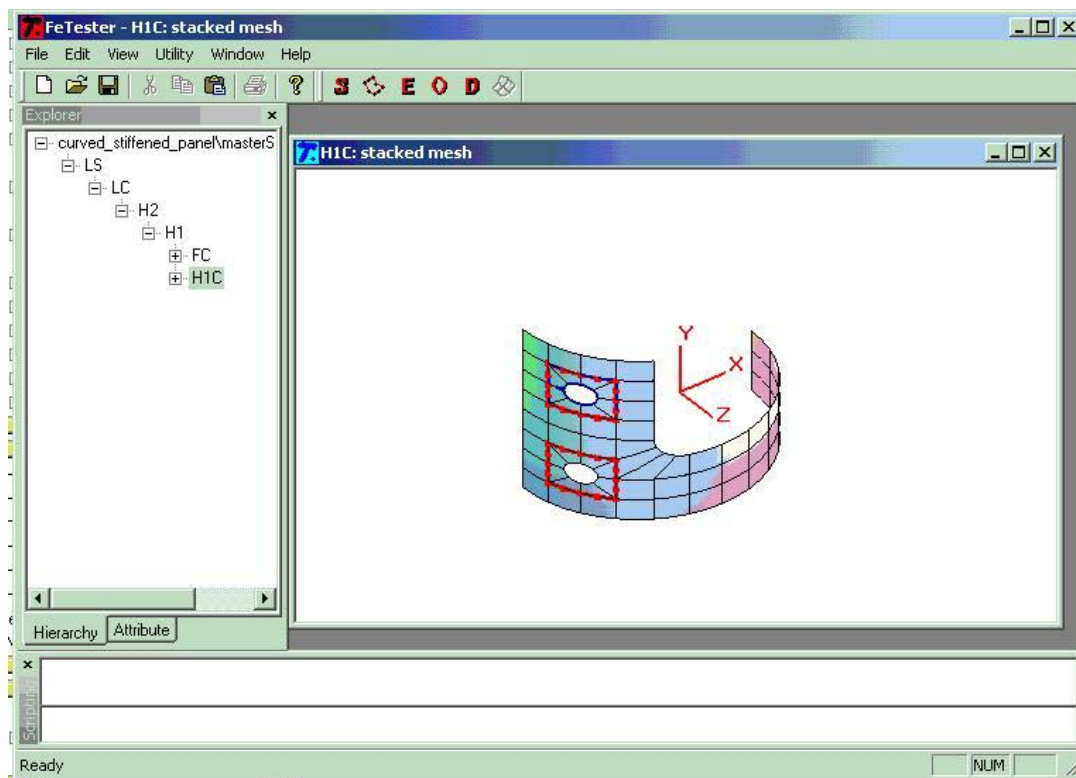 FeTester - H1C: stacked mesh
File Edit View Utility Window Help
S E O D
Explorer
curved_stiffened_panel\masterS
LS
LC
H2
H1
FC
H1C
Hierarchy Attribute
H1C: stacked mesh
Y
X
Z
Scripting
Ready
NUM